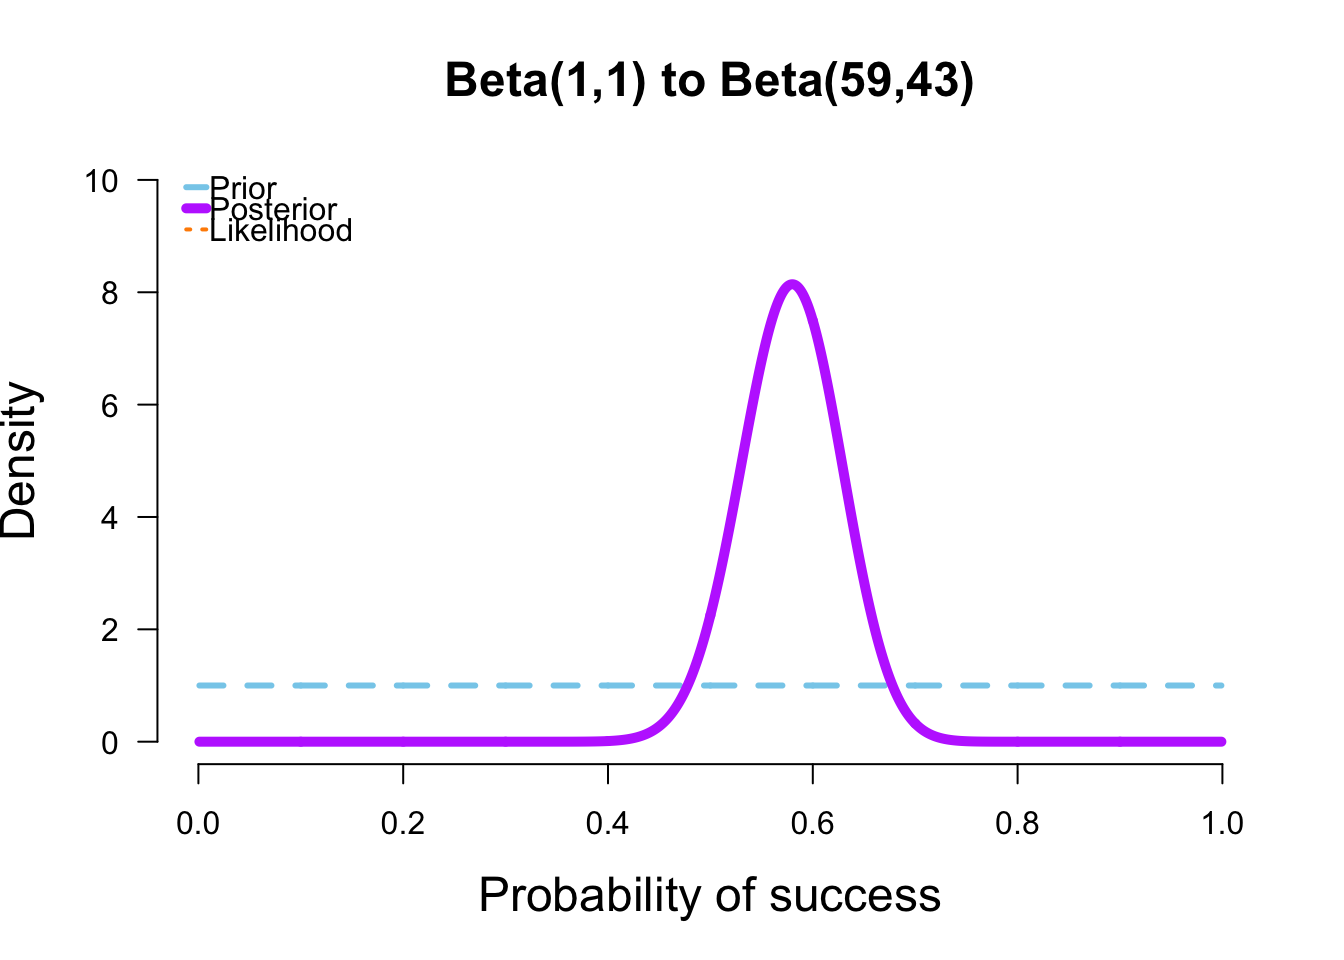 Beta(1,1) to Beta(59,43)
Prior
Posterior
Likelihood
10
8
6
4
2
0
Density
0.0 0.2 0.4 0.6 0.8 1.0
Probability of success